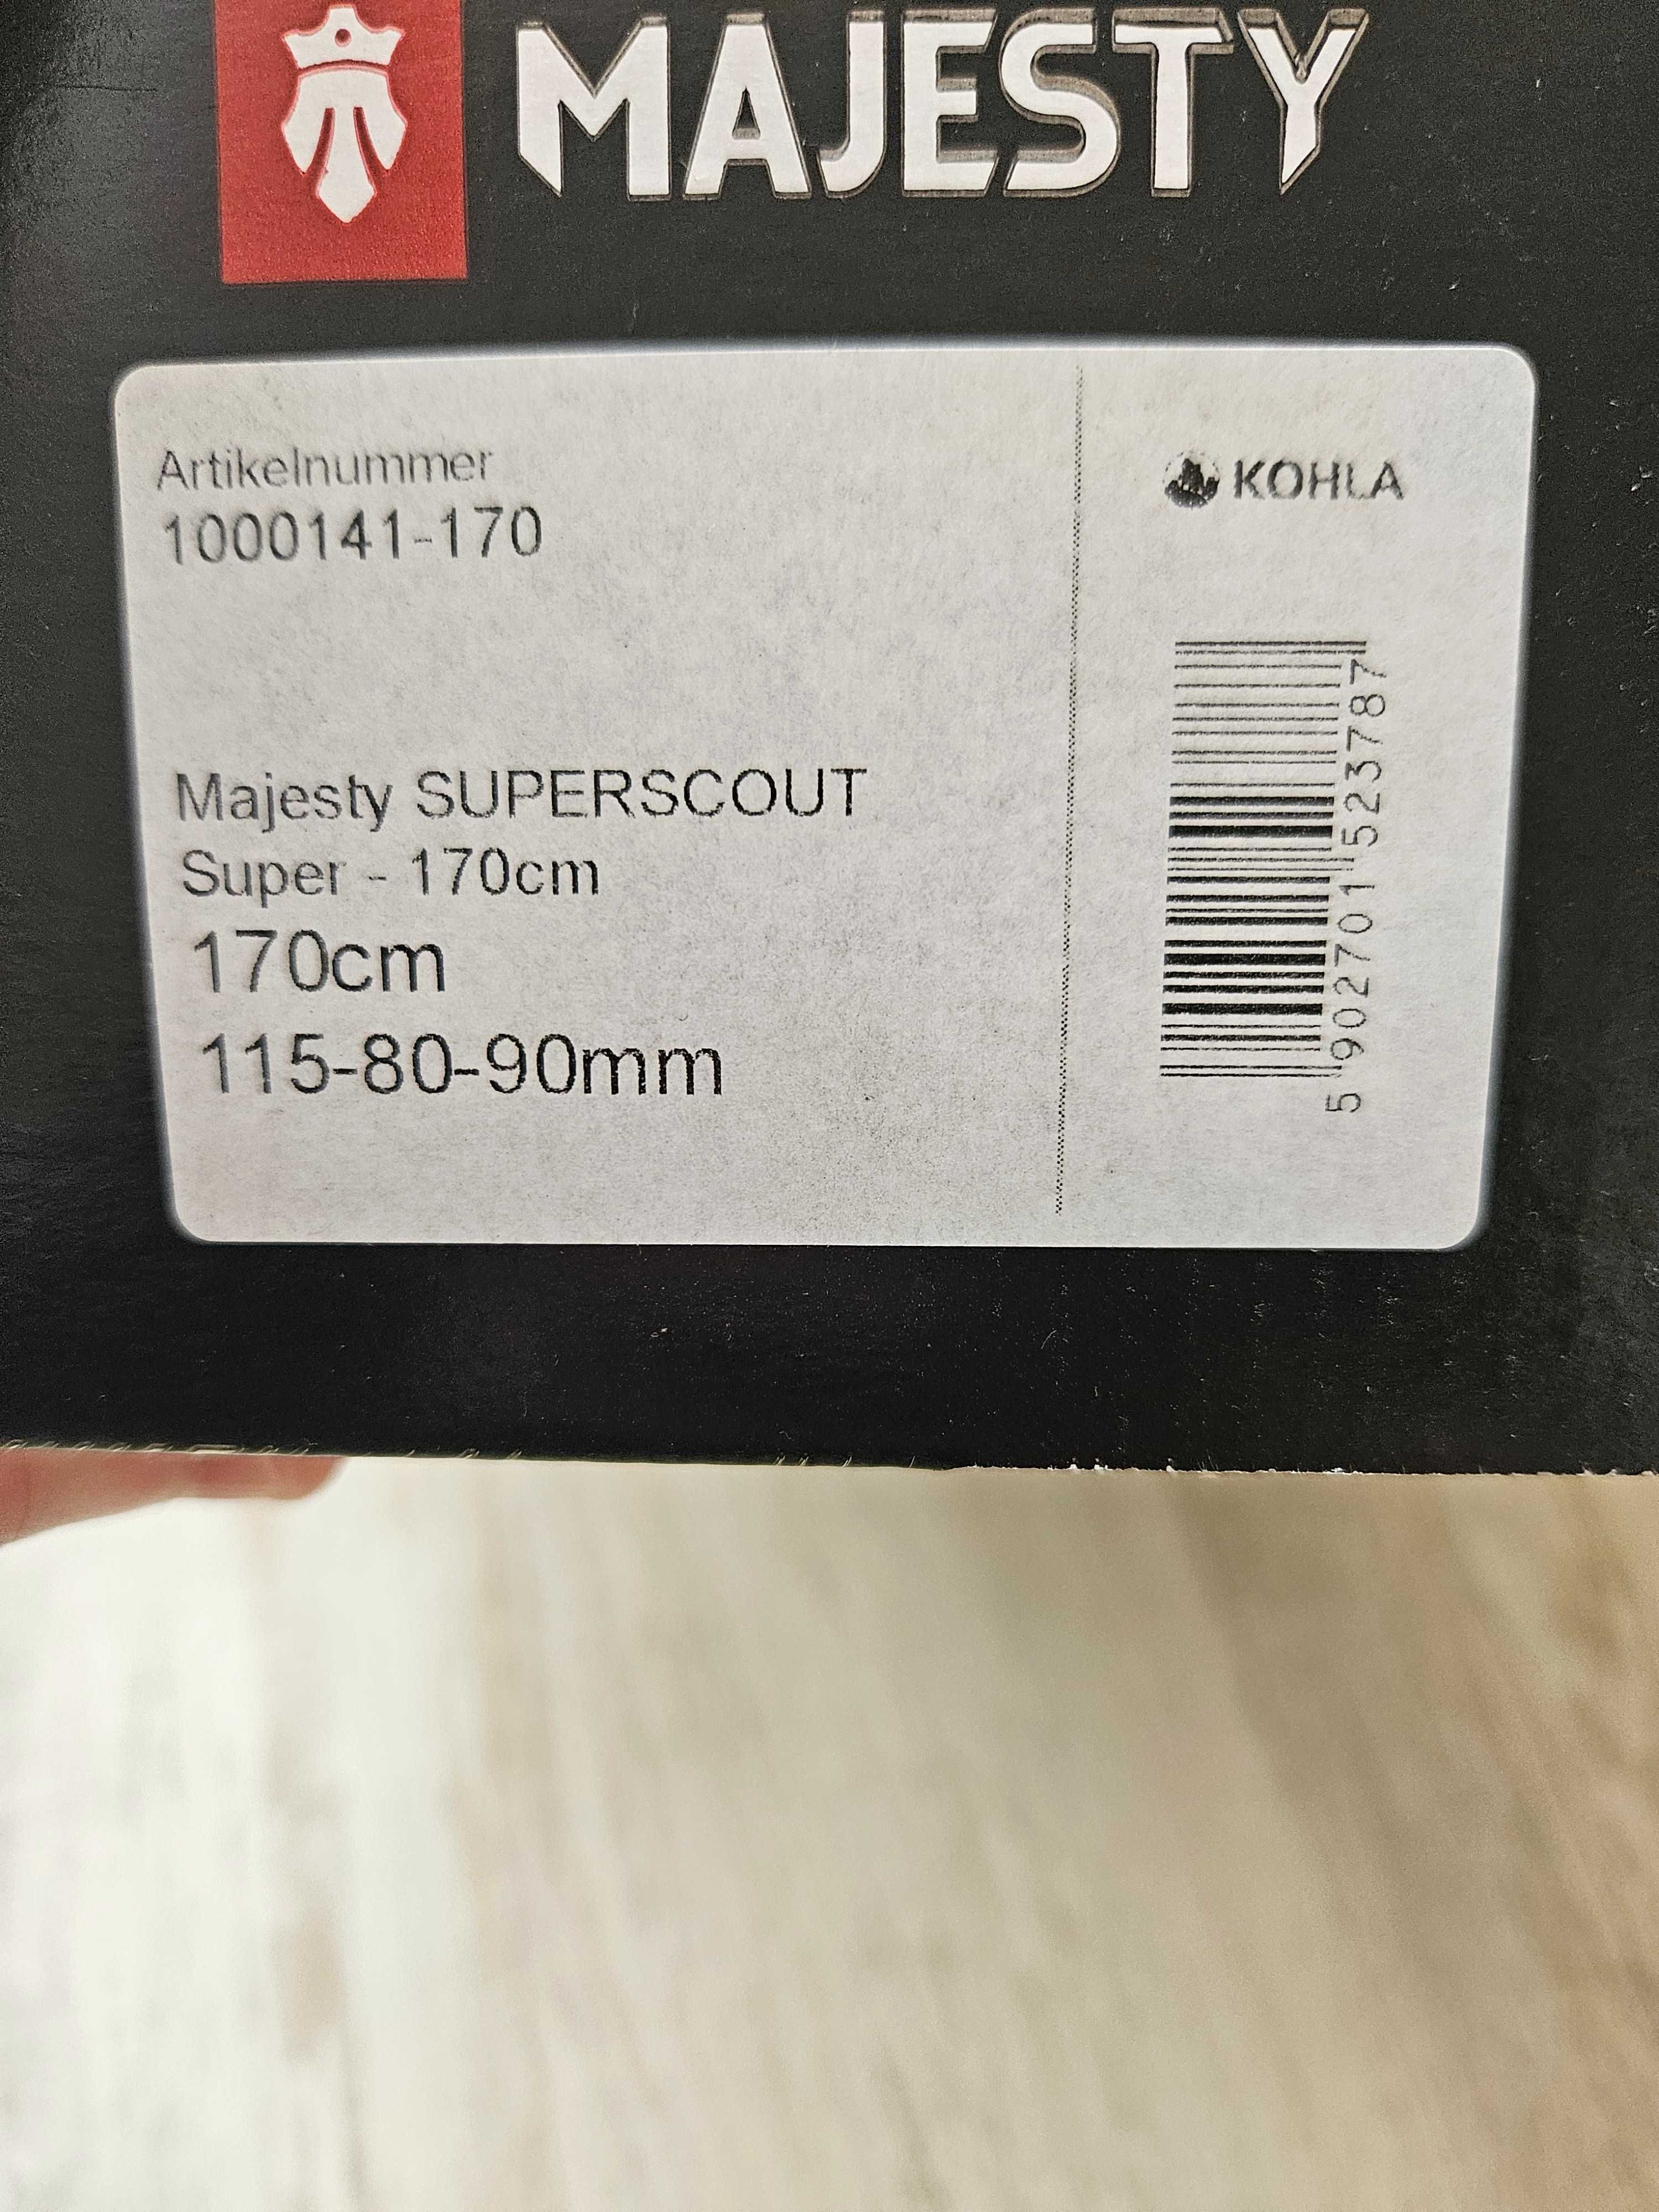 MAJESTY
Artikelnummer
1000141-170
KOHLA
Majesty SUPERSCOUT
Super - 170cm
170cm
115-80-90mm
5 902701 523787